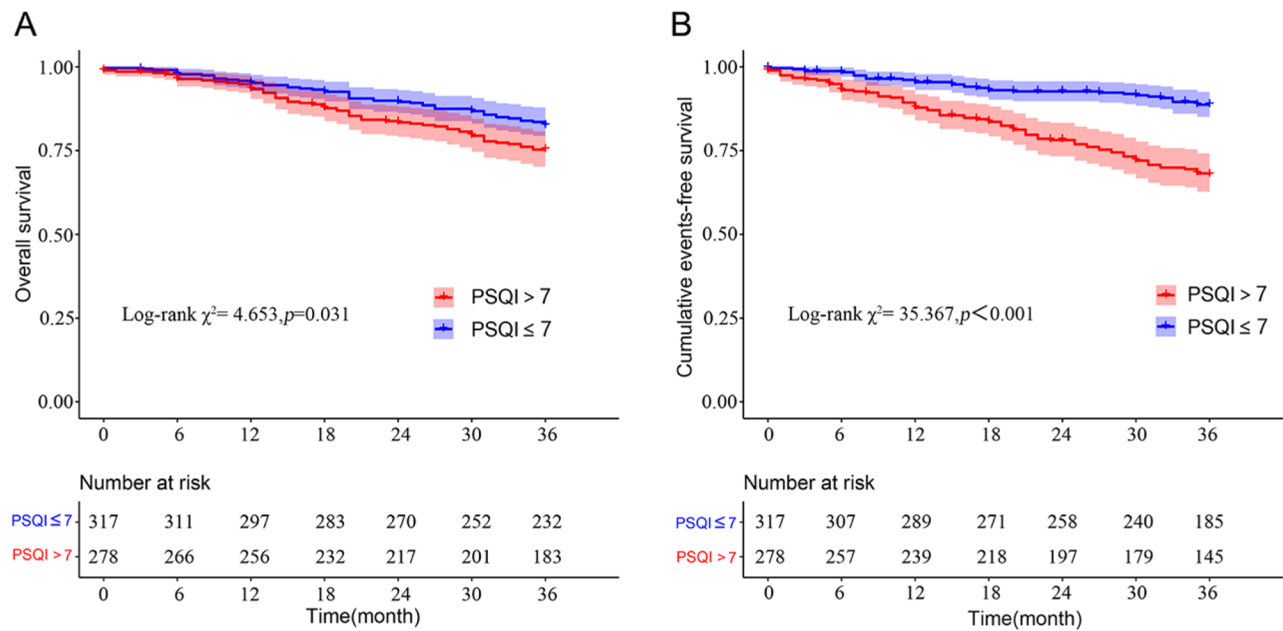 A
Overall survival
1.00
0.75
0.50
0.25
0.00
Log-rank χ²= 4.653,p=0.031
PSQI > 7
PSQI ≤ 7
0 6 12 18 24 30 36
Number at risk
PSQI ≤ 7 317 311 297 283 270 252 232
PSQI > 7 278 266 256 232 217 201 183
0 6 12 18 24 30 36
Time(month)
B
Cumulative events-free survival
1.00
0.75
0.50
0.25
0.00
Log-rank χ²= 35.367,p＜0.001
PSQI > 7
PSQI ≤ 7
0 6 12 18 24 30 36
Number at risk
PSQI ≤ 7 317 307 289 271 258 240 185
PSQI > 7 278 257 239 218 197 179 145
0 6 12 18 24 30 36
Time(month)